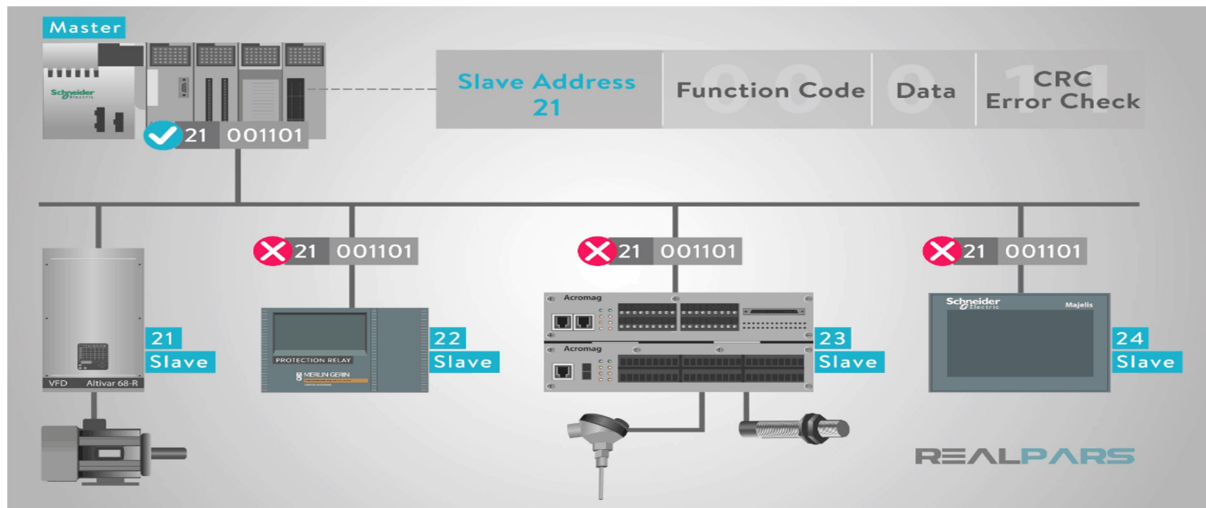 Master
Schneider
Electric
21 001101
Slave Address
21
Function Code
Data
CRC
Error Check
21 001101
21 001101
21 001101
21
Slave
VFD Altivar 68-R
PROTECTION RELAY
MERLIN GERIN
22
Slave
Acromag
Acromag
23
Slave
Schneider
Electric
Majelis
24
Slave
REALPARS